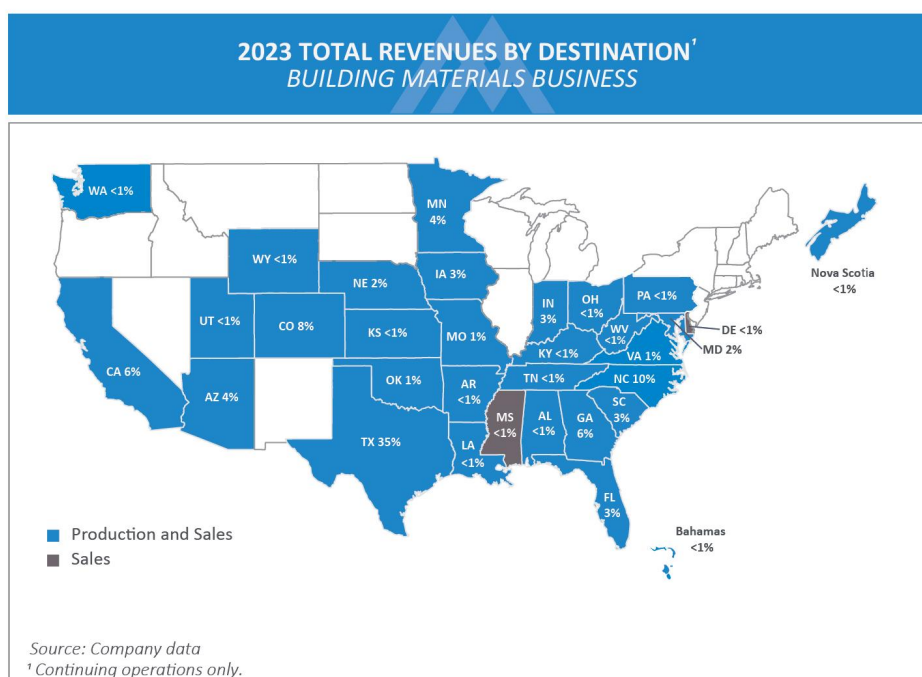 2023 TOTAL REVENUES BY DESTINATION¹
BUILDING MATERIALS BUSINESS
WA <1%
MN
4%
WY <1%
IA 3%
NE 2%
Nova Scotia
<1%
UT <1%
CO 8%
KS <1%
MO 1%
IN
3%
OH
<1%
PA <1%
WV
<1%
DE <1%
MD 2%
VA 1%
KY <1%
CA 6%
AZ 4%
OK 1%
AR
<1%
TN <1%
NC 10%
SC
3%
MS
<1%
AL
<1%
GA
6%
TX 35%
LA
<1%
FL
3%
Bahamas
<1%
Production and Sales
Sales
Source: Company data
¹ Continuing operations only.